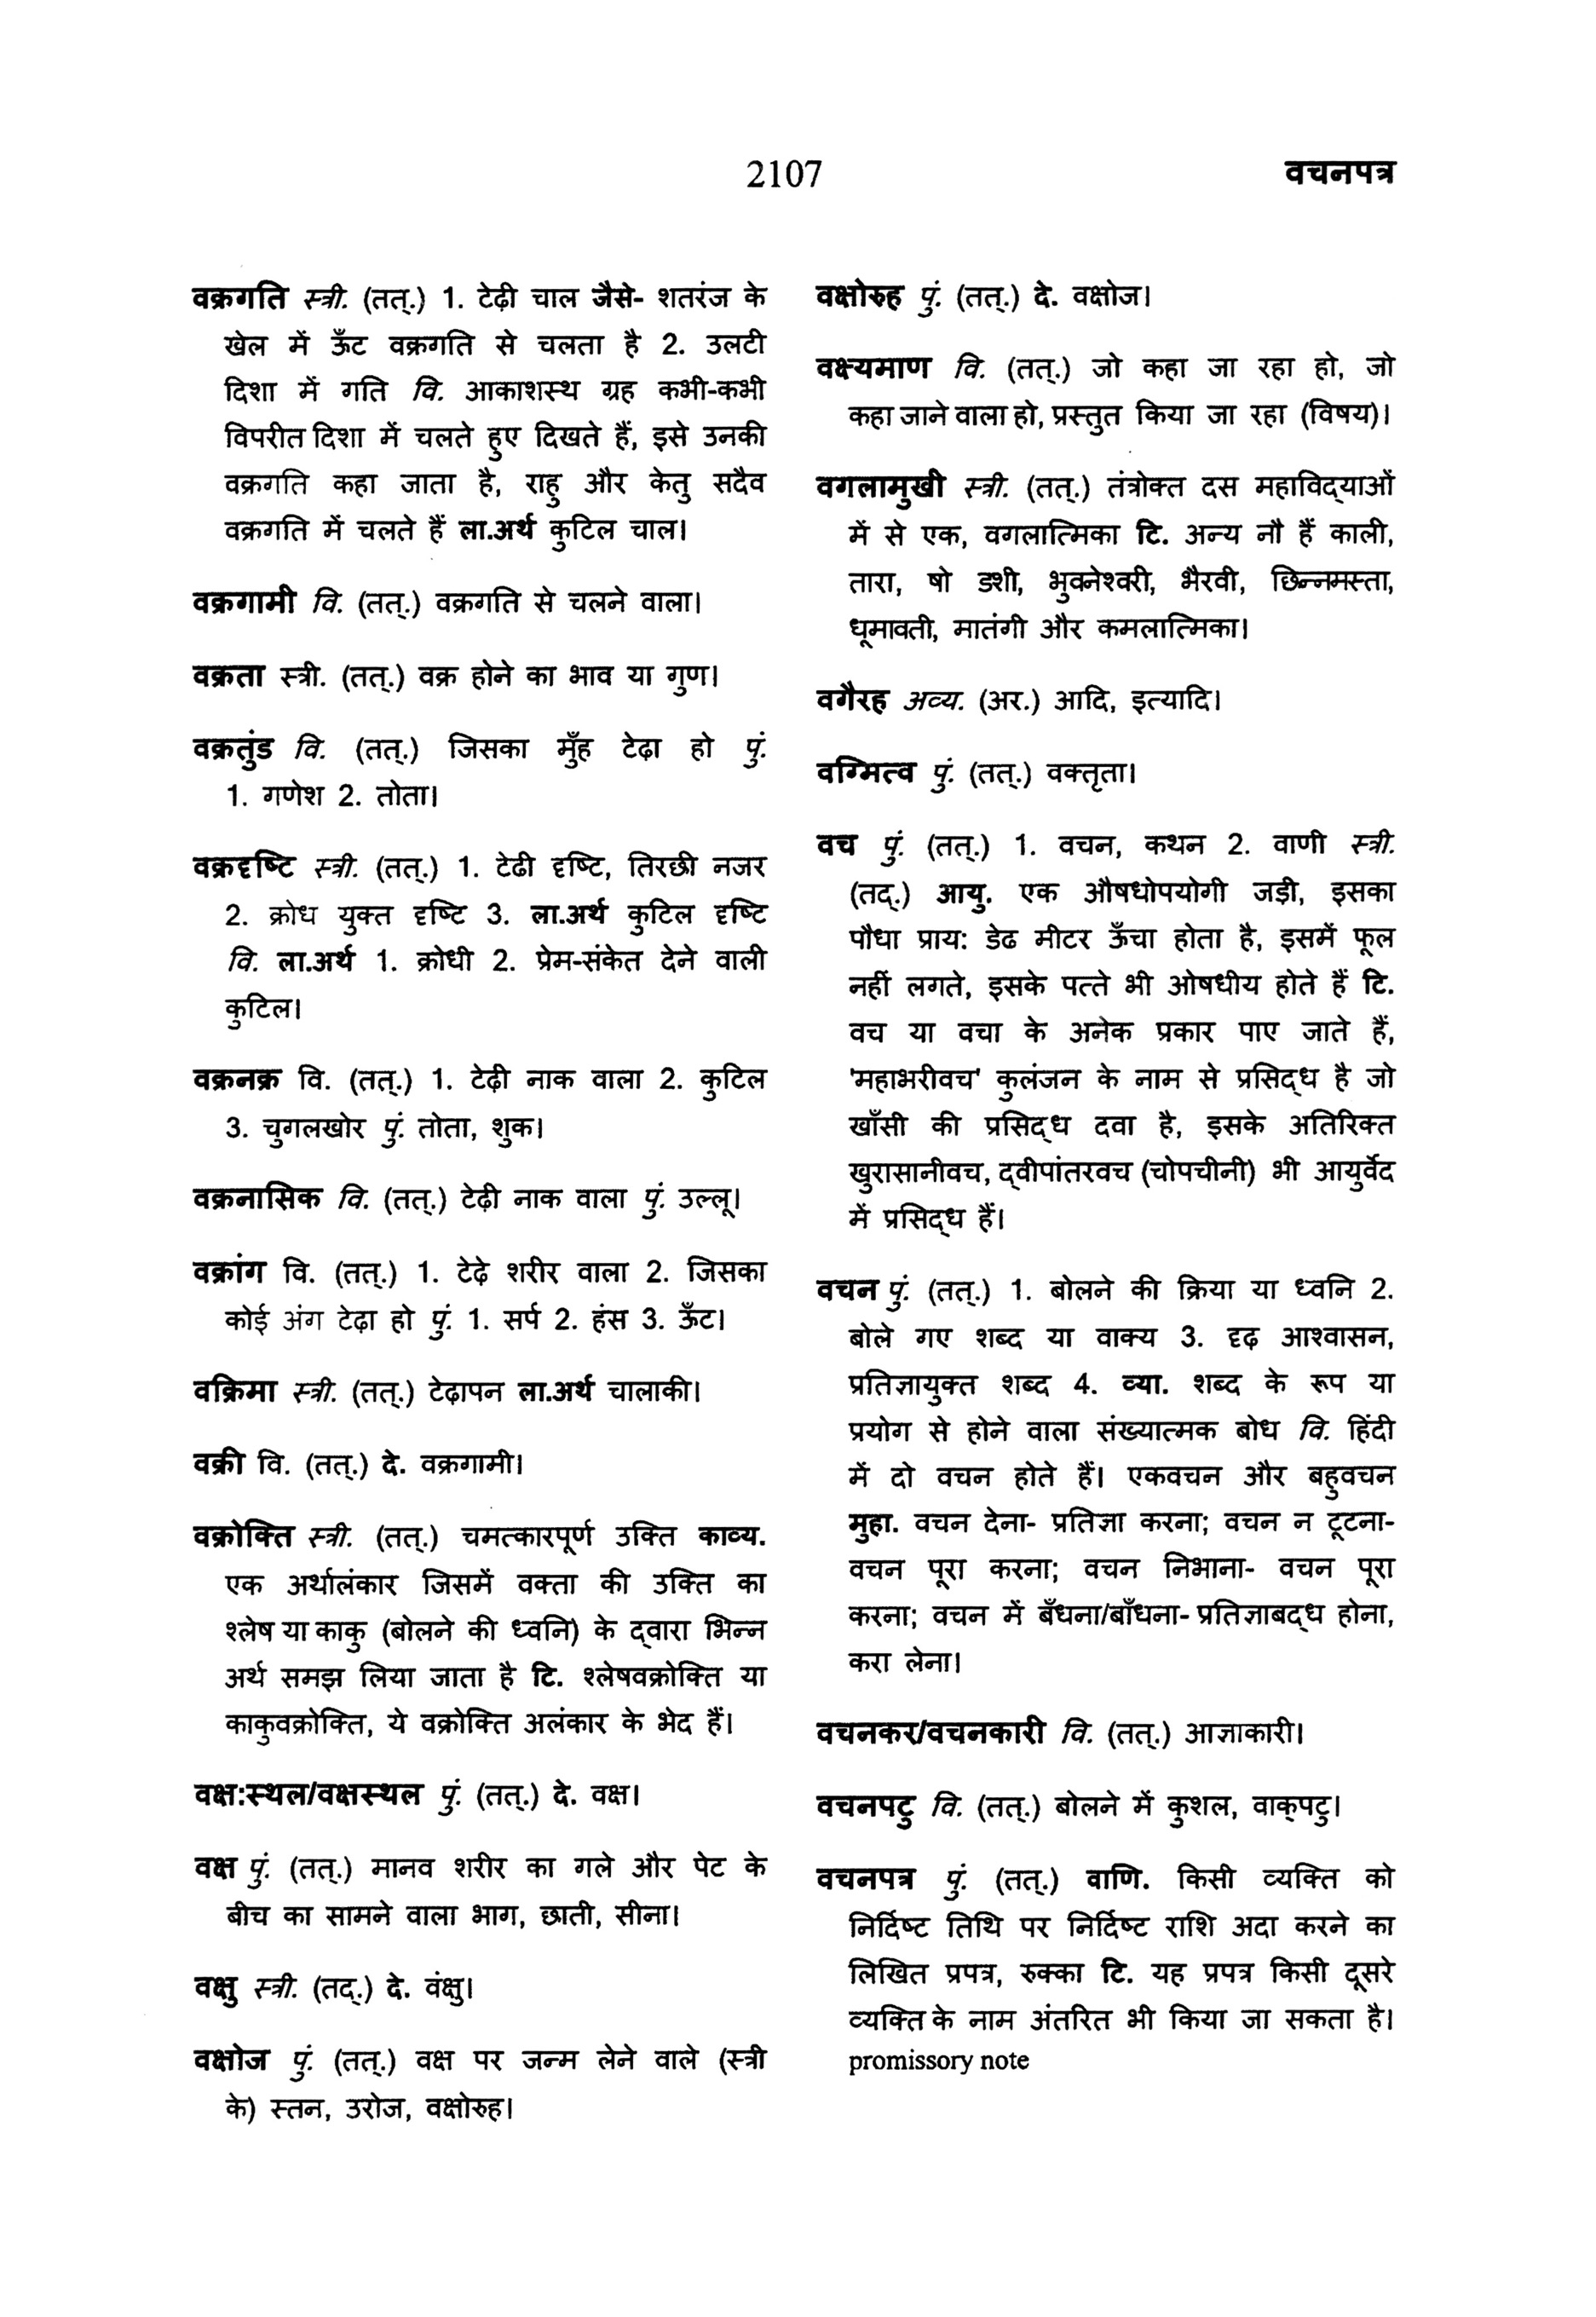 2107
वचनपत्र
वक्रगति स्त्री. (तत्.) 1. टेढ़ी चाल जैसे- शतरंज के
खेल में ऊँट वक्रगति से चलता है 2. उलटी
दिशा में गति वि. आकाशस्थ ग्रह कभी-कभी
विपरीत दिशा में चलते हुए दिखते हैं, इसे उनकी
वक्रगति कहा जाता है, राहु और केतु सदैव
वक्रगति में चलते हैं ला.अर्थ कुटिल चाल।
वक्रगामी वि. (तत्.) वक्रगति से चलने वाला।
वक्रता स्त्री. (तत्.) वक्र होने का भाव या गुण।
वक्रतुंड वि. (तत्.) जिसका मुँह टेढ़ा हो पुं.
1. गणेश 2. तोता।
वक्रदृष्टि स्त्री. (तत्.) 1. टेढी दृष्टि, तिरछी नजर
2. क्रोध युक्त दृष्टि 3. ला.अर्थ कुटिल दृष्टि
वि. ला.अर्थ 1. क्रोधी 2. प्रेम-संकेत देने वाली
कुटिल।
वक्रनक्र वि. (तत्.) 1. टेढ़ी नाक वाला 2. कुटिल
3. चुगलखोर पुं. तोता, शुक।
वक्रनासिक वि. (तत्.) टेढ़ी नाक वाला पुं. उल्लू।
वक्रांग वि. (तत्.) 1. टेढ़े शरीर वाला 2. जिसका
कोई अंग टेढ़ा हो पुं. 1. सर्प 2. हंस 3. ऊँट।
वक्रिमा स्त्री. (तत्.) टेढ़ापन ला.अर्थ चालाकी।
वक्री वि. (तत्.) दे. वक्रगामी।
वक्रोक्ति स्त्री. (तत्.) चमत्कारपूर्ण उक्ति काव्य.
एक अर्थालंकार जिसमें वक्ता की उक्ति का
श्लेष या काकु (बोलने की ध्वनि) के द्‌वारा भिन्न
अर्थ समझ लिया जाता है टि. श्लेषवक्रोक्ति या
काकुवक्रोक्ति, ये वक्रोक्ति अलंकार के भेद हैं।
वक्ष:स्थल/वक्षस्थल पुं. (तत्.) दे. वक्ष।
वक्ष पुं. (तत्.) मानव शरीर का गले और पेट के
बीच का सामने वाला भाग, छाती, सीना।
वक्षु स्त्री. (तद्.) दे. वंक्षु।
वक्षोज पुं. (तत्.) वक्ष पर जन्म लेने वाले (स्त्री
के) स्तन, उरोज, वक्षोरुह।
वक्षोरुह पुं. (तत्.) दे. वक्षोज।
वक्ष्यमाण वि. (तत्.) जो कहा जा रहा हो, जो
कहा जाने वाला हो, प्रस्तुत किया जा रहा (विषय)।
वगलामुखी स्त्री. (तत्.) तंत्रोक्त दस महाविद्‌याओं
में से एक, वगलात्मिका टि. अन्य नौ हैं काली,
तारा, षो डशी, भुवनेश्वरी, भैरवी, छिन्नमस्ता,
धूमावती, मातंगी और कमलात्मिका।
वगैरह अव्य. (अर.) आदि, इत्यादि।
वग्मित्व पुं. (तत्.) वक्तृता।
वच पुं. (तत्.) 1. वचन, कथन 2. वाणी स्त्री.
(तद्.) आयु. एक औषधोपयोगी जड़ी, इसका
पौधा प्राय: डेढ मीटर ऊँचा होता है, इसमें फूल
नहीं लगते, इसके पत्ते भी ओषधीय होते हैं टि.
वच या वचा के अनेक प्रकार पाए जाते हैं,
'महाभरीवच' कुलंजन के नाम से प्रसिद्‌ध है जो
खाँसी की प्रसिद्‌ध दवा है, इसके अतिरिक्त
खुरासानीवच, द्‌वीपांतरवच (चोपचीनी) भी आयुर्वेद
में प्रसिद्‌ध हैं।
वचन पुं. (तत्.) 1. बोलने की क्रिया या ध्वनि 2.
बोले गए शब्द या वाक्य 3. दृढ़ आश्वासन,
प्रतिज्ञायुक्त शब्द 4. व्या. शब्द के रूप या
प्रयोग से होने वाला संख्यात्मक बोध वि. हिंदी
में दो वचन होते हैं। एकवचन और बहुवचन
मुहा. वचन देना- प्रतिज्ञा करना; वचन न टूटना-
वचन पूरा करना; वचन निभाना- वचन पूरा
करना; वचन में बँधना/बाँधना- प्रतिज्ञाबद्‌ध होना,
करा लेना।
वचनकर/वचनकारी वि. (तत्.) आज्ञाकारी।
वचनपटु वि. (तत्.) बोलने में कुशल, वाक्‌पटु।
वचनपत्र पुं. (तत्.) वाणि. किसी व्यक्ति को
निर्दिष्ट तिथि पर निर्दिष्ट राशि अदा करने का
लिखित प्रपत्र, रुक्का टि. यह प्रपत्र किसी दूसरे
व्यक्ति के नाम अंतरित भी किया जा सकता है।
promissory note